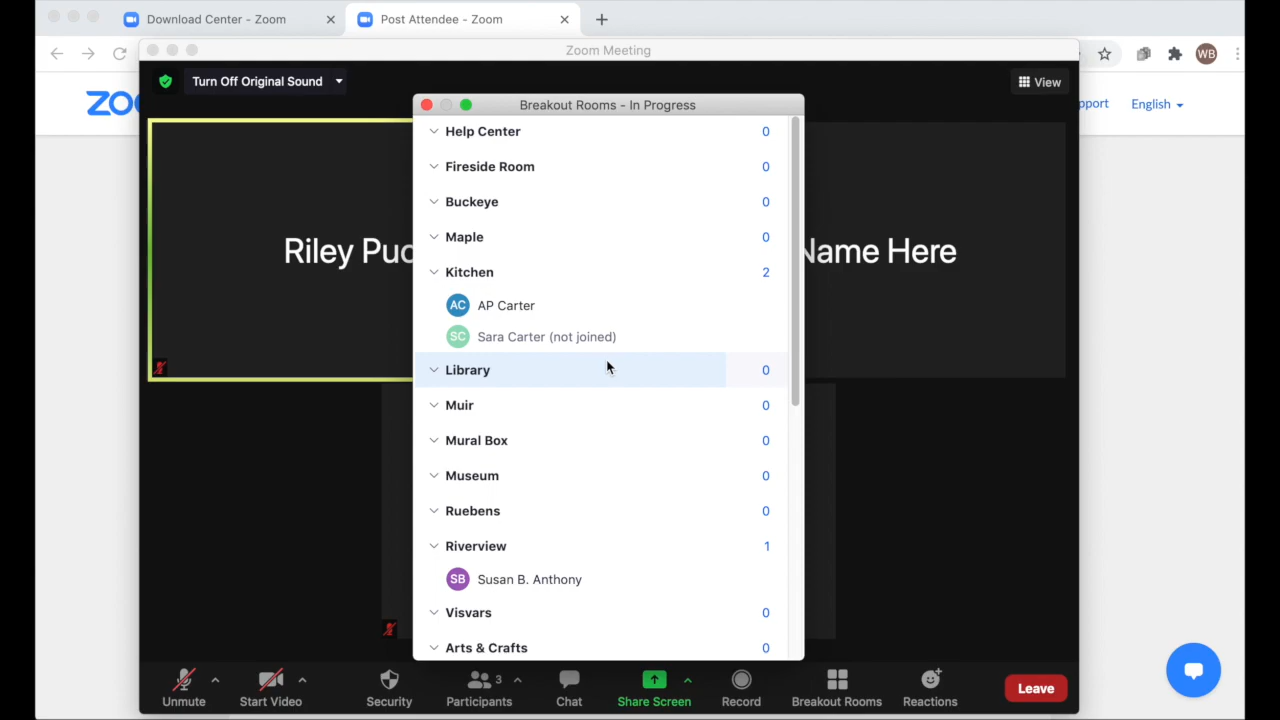 Download Center - Zoom
Post Attendee - Zoom
WB
Zoom Meeting
Turn Off Original Sound
View
English
Breakout Rooms - In Progress
Help Center 0
Fireside Room 0
Buckeye 0
Maple 0
Kitchen 2
AC AP Carter
SC Sara Carter (not joined)
Library 0
Muir 0
Mural Box 0
Museum 0
Ruebens 0
Riverview 1
SB Susan B. Anthony
Visvars 0
Arts & Crafts 0
Riley
Name Here
3
Unmute
Start Video
Security
Participants
Chat
Share Screen
Record
Breakout Rooms
Reactions
Leave